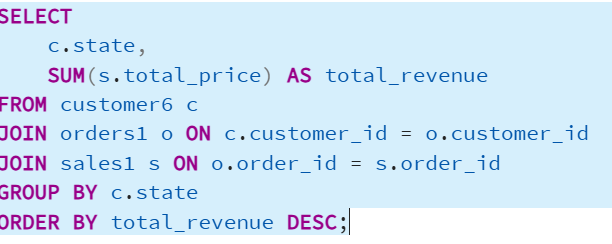 SELECT
    c.state,
    SUM(s.total_price) AS total_revenue
FROM customer6 c
JOIN orders1 o ON c.customer_id = o.customer_id
JOIN sales1 s ON o.order_id = s.order_id
GROUP BY c.state
ORDER BY total_revenue DESC;